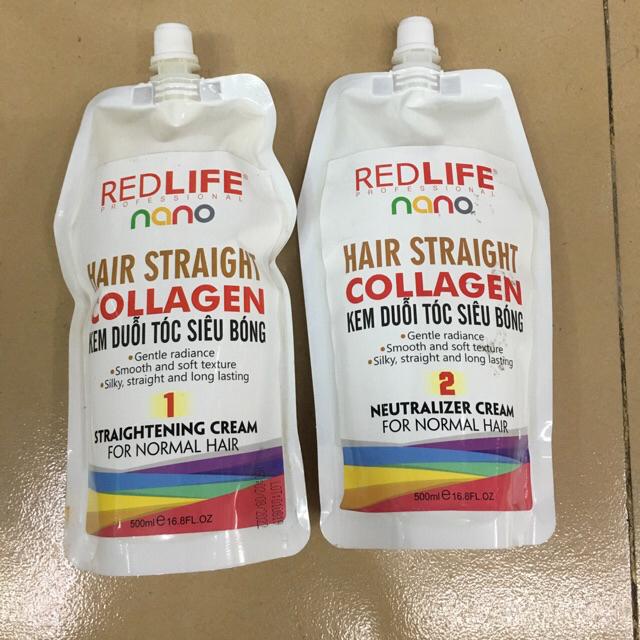 REDLIFE®
PROFESSIONAL
nano
HAIR STRAIGHT
COLLAGEN
KEM DUỖI TÓC SIÊU BÓNG
•Gentle radiance
•Smooth and soft texture
•Silky, straight and long lasting
1
STRAIGHTENING CREAM
FOR NORMAL HAIR
500ml e 16.8FL.OZ
REDLIFE®
PROFESSIONAL
nano
HAIR STRAIGHT
COLLAGEN
KEM DUỖI TÓC SIÊU BÓNG
•Gentle radiance
•Smooth and soft texture
•Silky, straight and long lasting
2
NEUTRALIZER CREAM
FOR NORMAL HAIR
500ml e 16.8FL.OZ